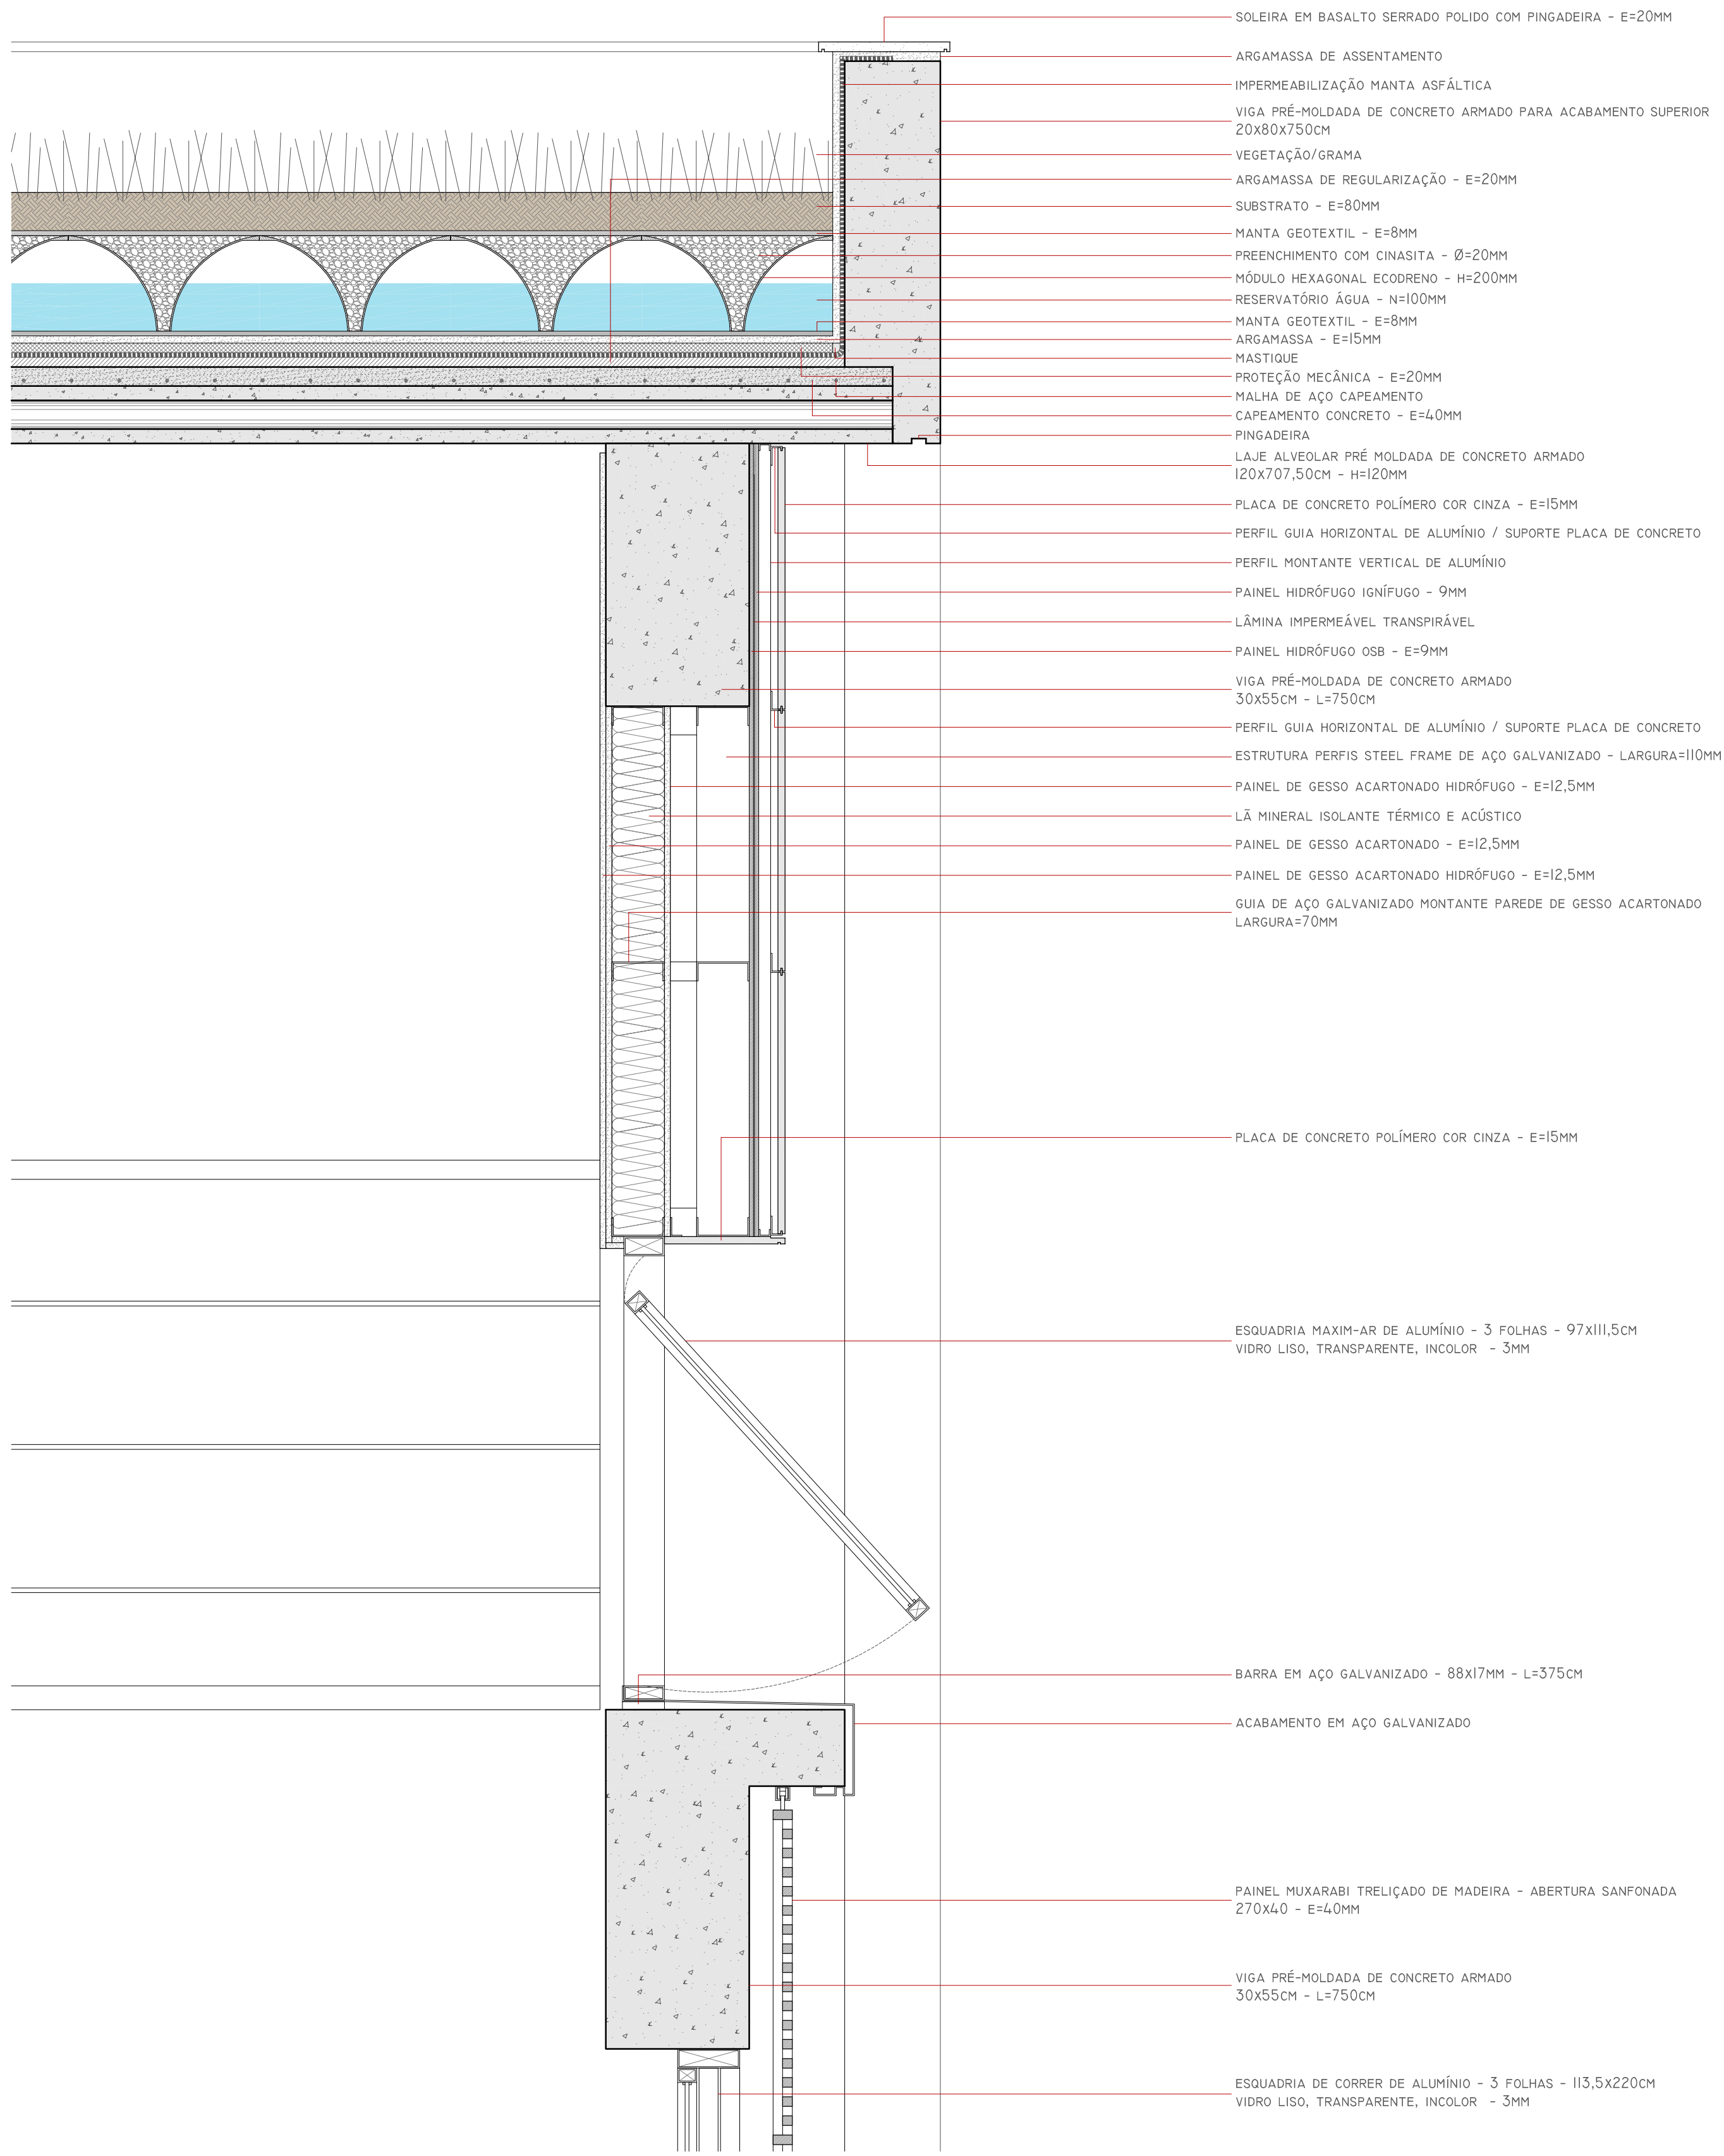 SOLEIRA EM BASALTO SERRADO POLIDO COM PINGADEIRA - E=20MM
ARGAMASSA DE ASSENTAMENTO
IMPERMEABILIZAÇÃO MANTA ASFÁLTICA
VIGA PRÉ-MOLDADA DE CONCRETO ARMADO PARA ACABAMENTO SUPERIOR
20X80X750CM
VEGETAÇÃO/GRAMA
ARGAMASSA DE REGULARIZAÇÃO - E=20MM
SUBSTRATO - E=80MM
MANTA GEOTEXTIL - E=8MM
PREENCHIMENTO COM CINASITA - Ø=20MM
MÓDULO HEXAGONAL ECODRENO - H=200MM
RESERVATÓRIO ÁGUA - N=100MM
MANTA GEOTEXTIL - E=8MM
ARGAMASSA - E=15MM
MASTIQUE
PROTEÇÃO MECÂNICA - E=20MM
MALHA DE AÇO CAPEAMENTO
CAPEAMENTO CONCRETO - E=40MM
PINGADEIRA
LAJE ALVEOLAR PRÉ MOLDADA DE CONCRETO ARMADO
120X707,50CM - H=120MM
PLACA DE CONCRETO POLÍMERO COR CINZA - E=15MM
PERFIL GUIA HORIZONTAL DE ALUMÍNIO / SUPORTE PLACA DE CONCRETO
PERFIL MONTANTE VERTICAL DE ALUMÍNIO
PAINEL HIDRÓFUGO IGNÍFUGO - 9MM
LÂMINA IMPERMEÁVEL TRANSPIRÁVEL
PAINEL HIDRÓFUGO OSB - E=9MM
VIGA PRÉ-MOLDADA DE CONCRETO ARMADO
30X55CM - L=750CM
PERFIL GUIA HORIZONTAL DE ALUMÍNIO / SUPORTE PLACA DE CONCRETO
ESTRUTURA PERFIS STEEL FRAME DE AÇO GALVANIZADO - LARGURA=110MM
PAINEL DE GESSO ACARTONADO HIDRÓFUGO - E=12,5MM
LÃ MINERAL ISOLANTE TÉRMICO E ACÚSTICO
PAINEL DE GESSO ACARTONADO - E=12,5MM
PAINEL DE GESSO ACARTONADO HIDRÓFUGO - E=12,5MM
GUIA DE AÇO GALVANIZADO MONTANTE PAREDE DE GESSO ACARTONADO
LARGURA=70MM
PLACA DE CONCRETO POLÍMERO COR CINZA - E=15MM
ESQUADRIA MAXIM-AR DE ALUMÍNIO - 3 FOLHAS - 97X111,5CM
VIDRO LISO, TRANSPARENTE, INCOLOR - 3MM
BARRA EM AÇO GALVANIZADO - 88X17MM - L=375CM
ACABAMENTO EM AÇO GALVANIZADO
PAINEL MUXARABI TRELIÇADO DE MADEIRA - ABERTURA SANFONADA
270X40 - E=40MM
VIGA PRÉ-MOLDADA DE CONCRETO ARMADO
30X55CM - L=750CM
ESQUADRIA DE CORRER DE ALUMÍNIO - 3 FOLHAS - 113,5X220CM
VIDRO LISO, TRANSPARENTE, INCOLOR - 3MM